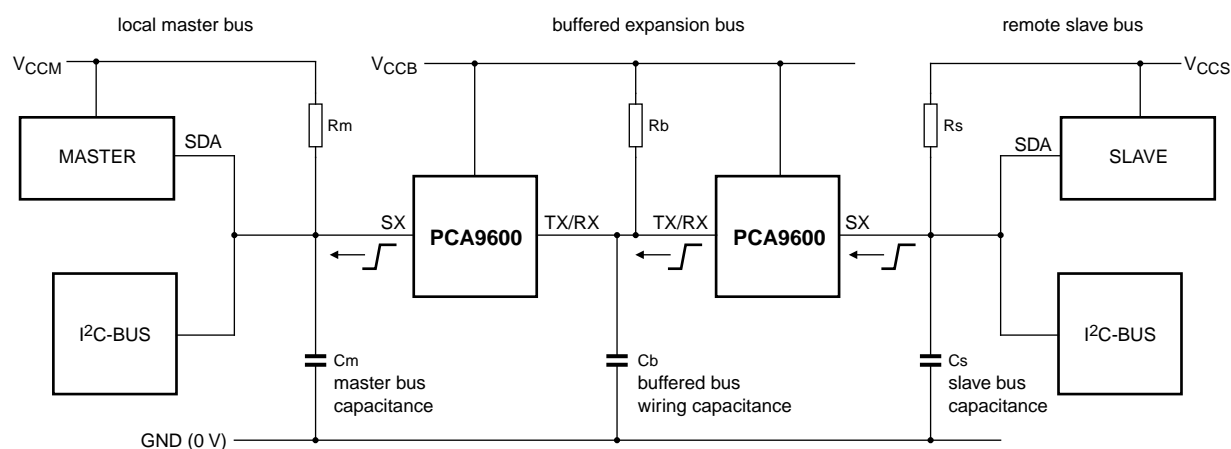 local master bus
buffered expansion bus
remote slave bus
VCCM
VCCB
VCCS
Rm
Rb
Rs
MASTER
SDA
SDA
SLAVE
SX
PCA9600
TX/RX
TX/RX
PCA9600
SX
I2C-BUS
I2C-BUS
Cm
master bus
capacitance
Cb
buffered bus
wiring capacitance
Cs
slave bus
capacitance
GND (0 V)